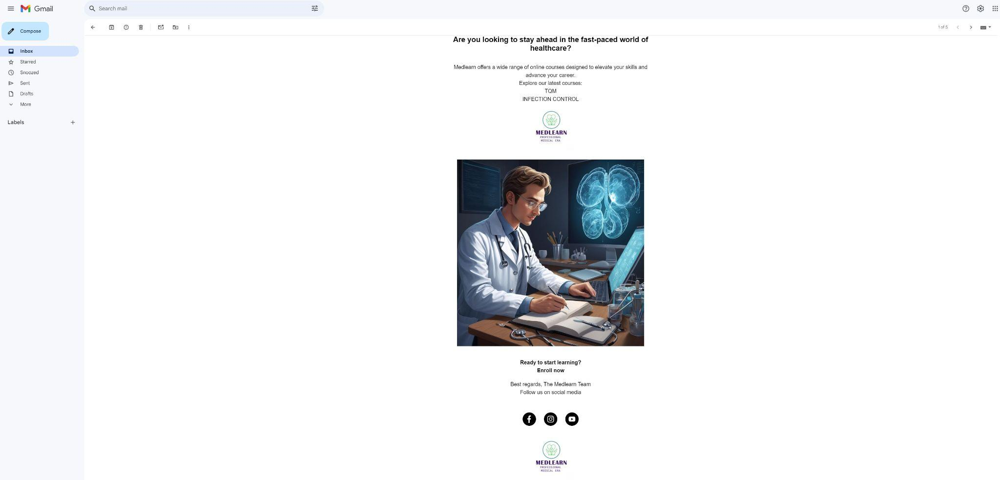 Gmail
Search mail
Compose
1 of 5
Inbox
Starred
Snoozed
Sent
Drafts
More
Labels
Are you looking to stay ahead in the fast-paced world of
healthcare?
Medlearn offers a wide range of online courses designed to elevate your skills and
advance your career.
Explore our latest courses:
TQM
INFECTION CONTROL
MEDLEARN
PROFESSIONAL
MEDICAL ERA
Ready to start learning?
Enroll now
Best regards, The Medlearn Team
Follow us on social media
MEDLEARN
PROFESSIONAL
MEDICAL ERA